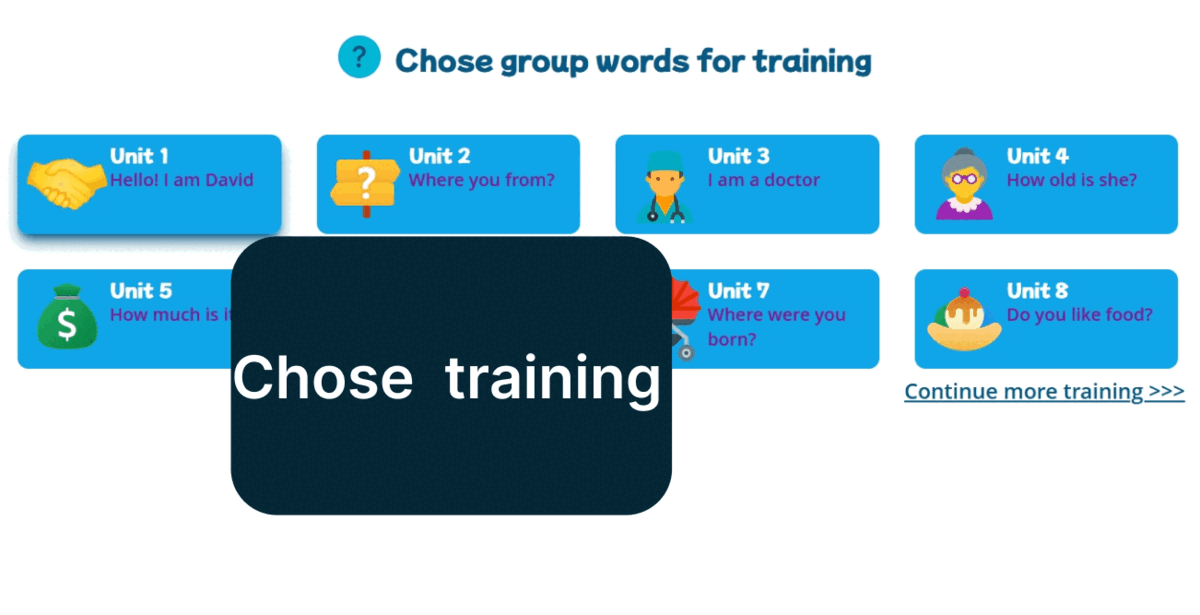 ?
Chose group words for training
Unit 1
Hello! I am David
Unit 2
?
Where you from?
Unit 3
I am a doctor
Unit 4
How old is she?
Unit 5
$
How much is
Unit 7
Where were you
born?
Unit 8
Do you like food?
Chose training
Continue more training >>>